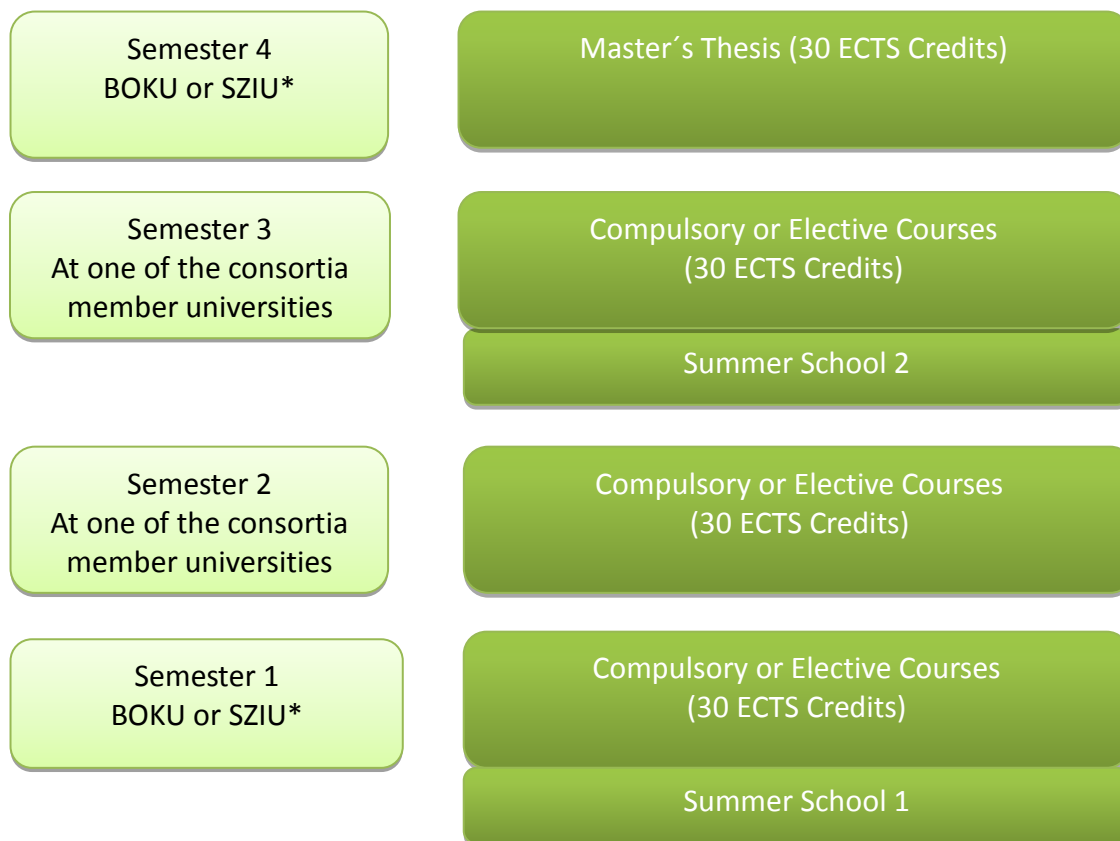 Semester 4
BOKU or SZIU*
Master´s Thesis (30 ECTS Credits)
Semester 3
At one of the consortia
member universities
Compulsory or Elective Courses
(30 ECTS Credits)
Summer School 2
Semester 2
At one of the consortia
member universities
Compulsory or Elective Courses
(30 ECTS Credits)
Semester 1
BOKU or SZIU*
Compulsory or Elective Courses
(30 ECTS Credits)
Summer School 1